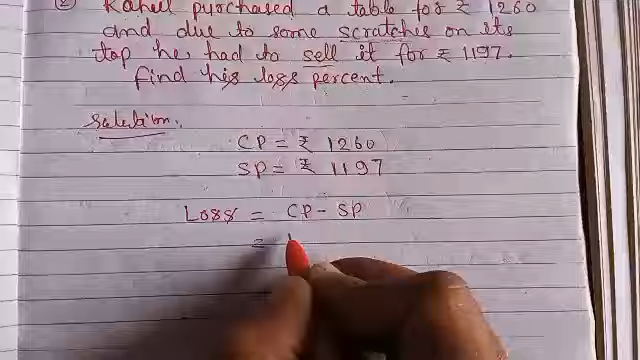 ② Rahul purchased a table for ₹ 1260
and due to some scratches on its
top he had to sell it for ₹ 1197.
find his loss percent.
Solution.
CP = ₹ 1260
SP = ₹ 1197
Loss = CP - SP
=